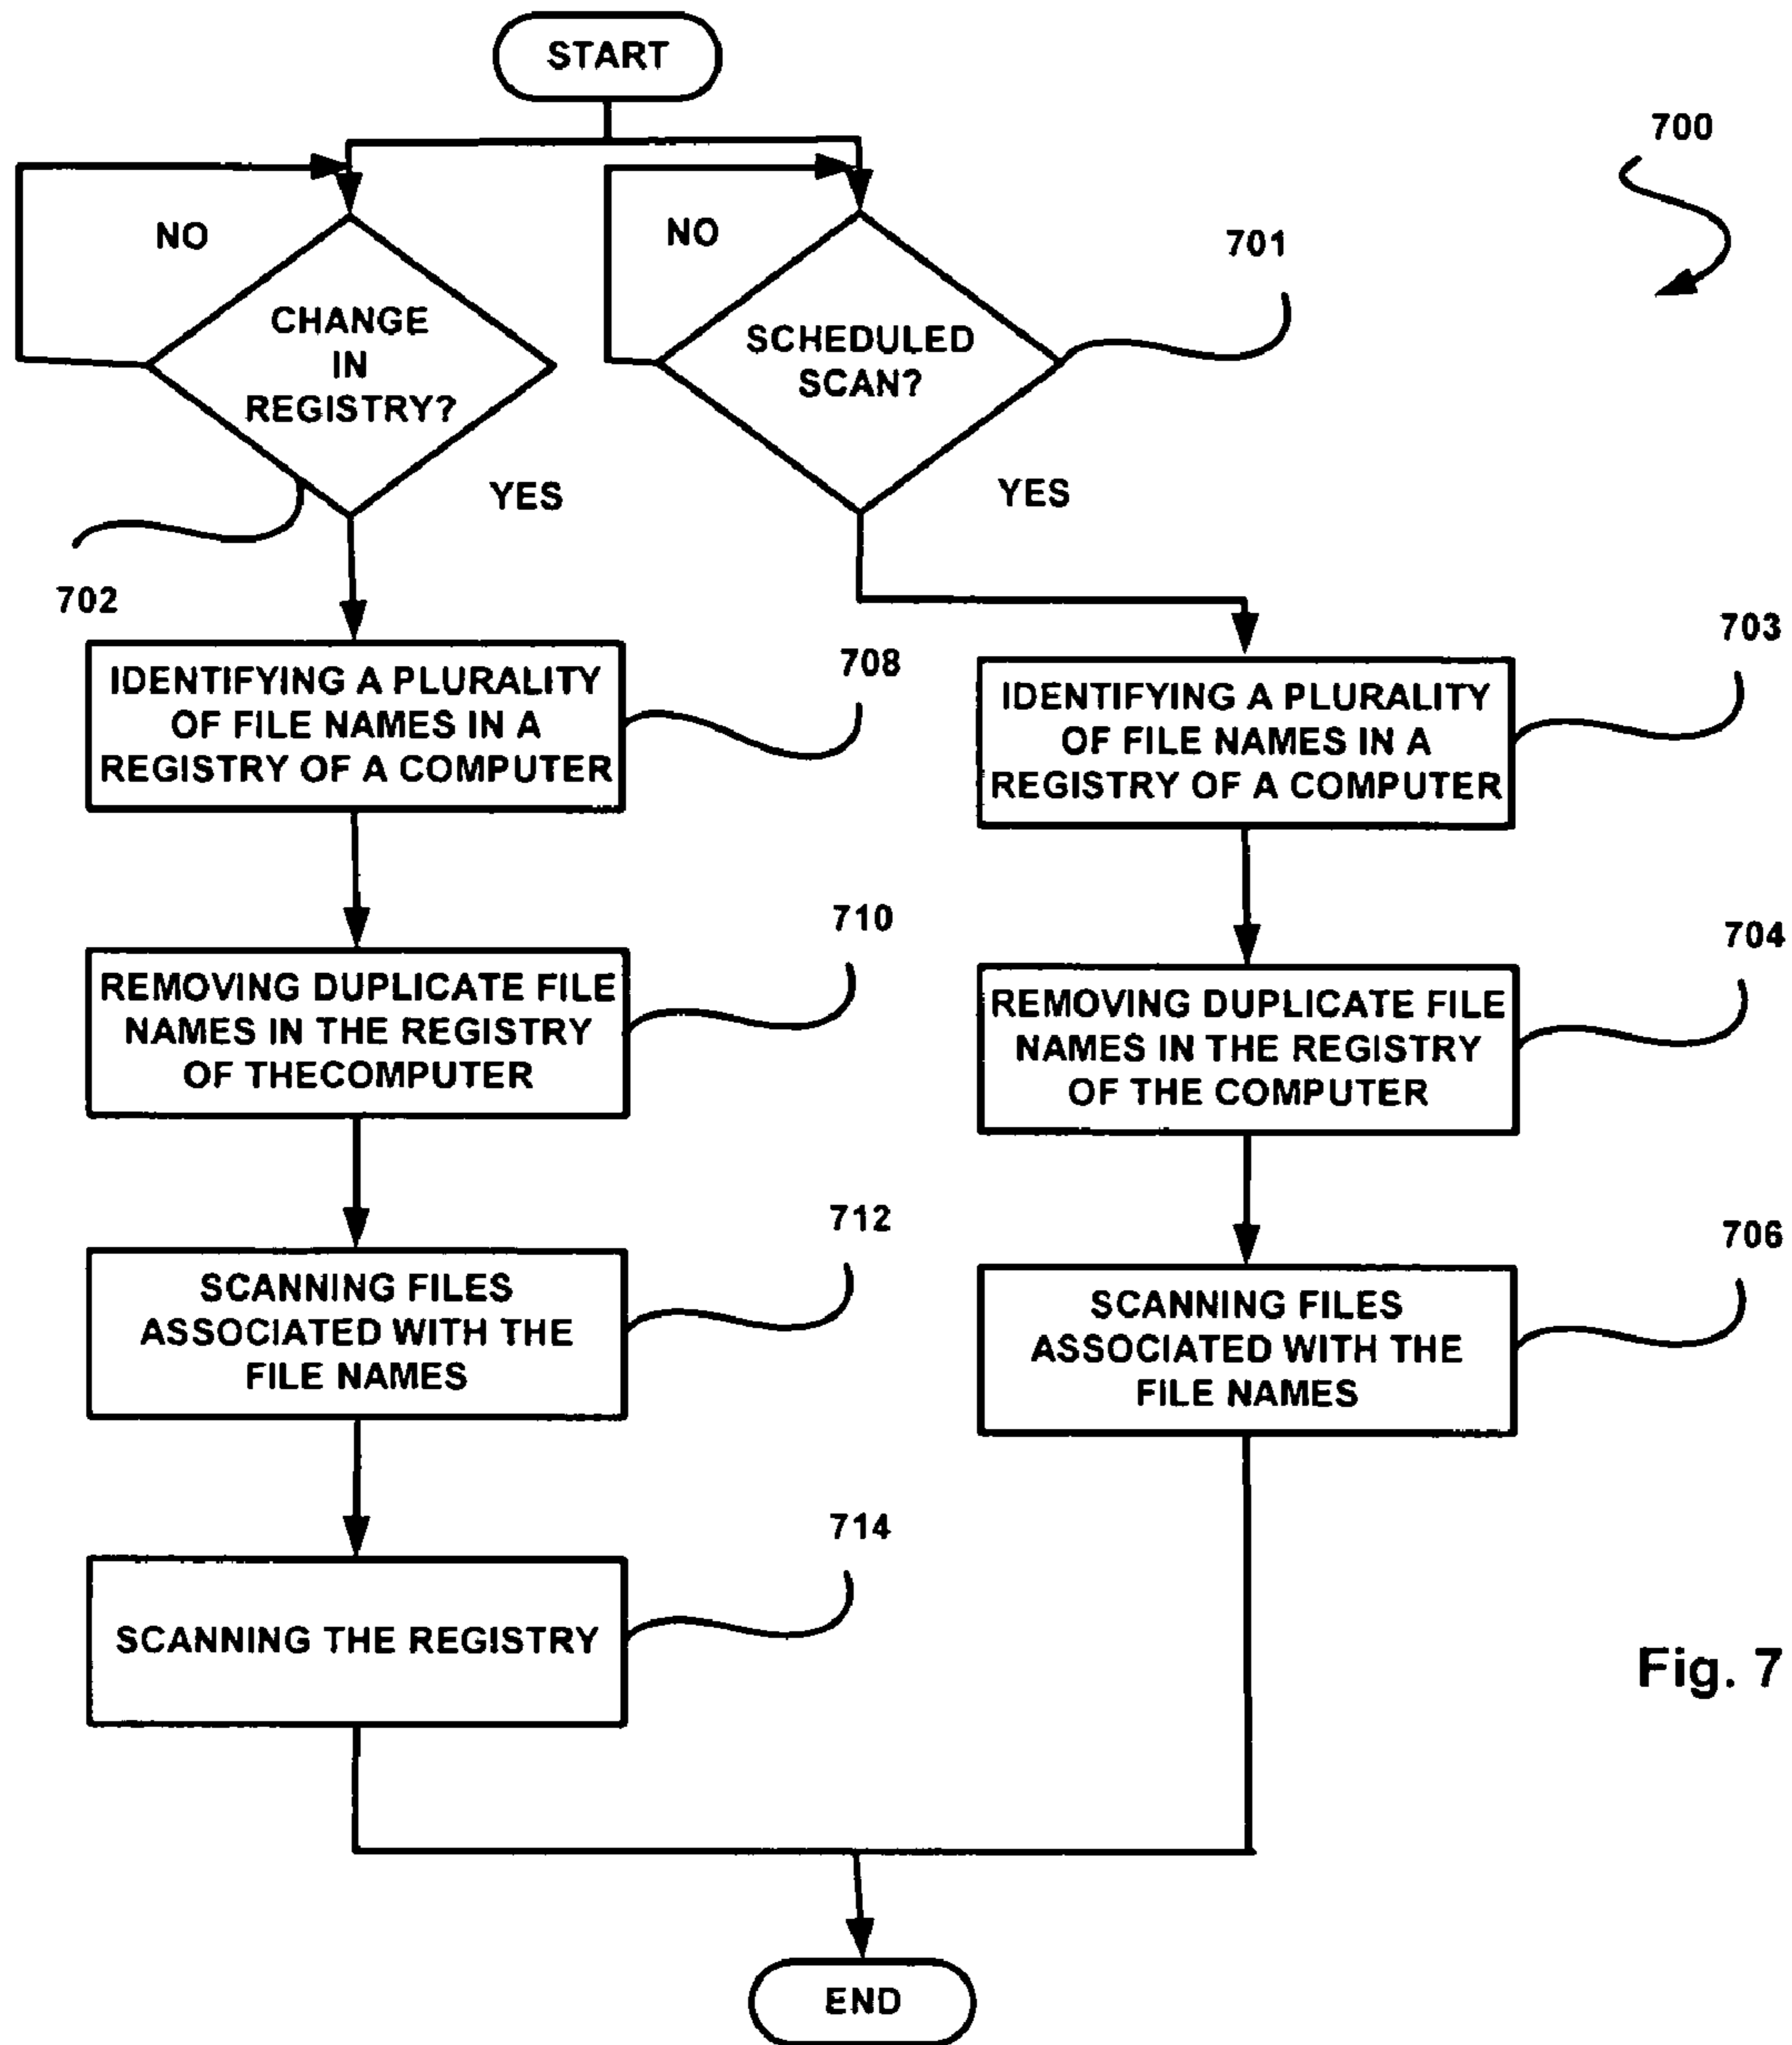 START
700
NO
NO
701
CHANGE
IN
REGISTRY?
SCHEDULED
SCAN?
YES
YES
702
708
703
IDENTIFYING A PLURALITY
OF FILE NAMES IN A
REGISTRY OF A COMPUTER
IDENTIFYING A PLURALITY
OF FILE NAMES IN A
REGISTRY OF A COMPUTER
710
704
REMOVING DUPLICATE FILE
NAMES IN THE REGISTRY
OF THECOMPUTER
REMOVING DUPLICATE FILE
NAMES IN THE REGISTRY
OF THE COMPUTER
712
706
SCANNING FILES
ASSOCIATED WITH THE
FILE NAMES
SCANNING FILES
ASSOCIATED WITH THE
FILE NAMES
714
SCANNING THE REGISTRY
Fig. 7
END